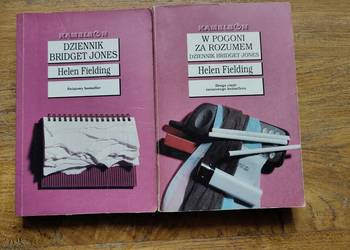 KAMELEON
DZIENNIK
BRIDGET JONES
Helen Fielding
Światowy bestseller
KAMELEON
W POGONI
ZA ROZUMEM
DZIENNIK BRIDGET JONES
Helen Fielding
Druga część
światowego bestsellera